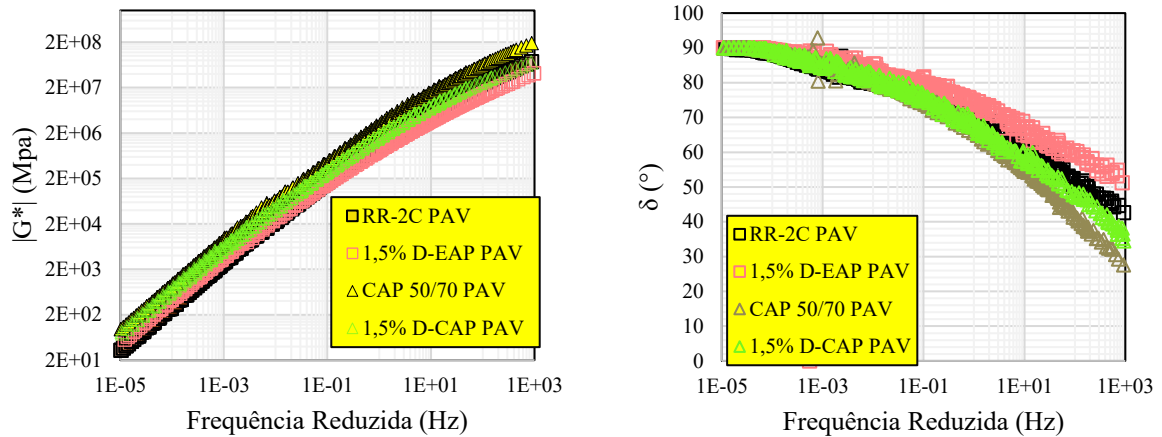 |G*| (Mpa)
2E+08
2E+07
2E+06
2E+05
2E+04
2E+03
2E+02
2E+01
1E-05 1E-03 1E-01 1E+01 1E+03
Frequência Reduzida (Hz)
RR-2C PAV
1,5% D-EAP PAV
CAP 50/70 PAV
1,5% D-CAP PAV
δ (°)
100
90
80
70
60
50
40
30
20
10
0
1E-05 1E-03 1E-01 1E+01 1E+03
Frequência Reduzida (Hz)
RR-2C PAV
1,5% D-EAP PAV
CAP 50/70 PAV
1,5% D-CAP PAV